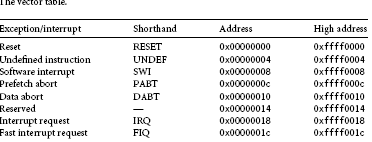 The vector table.
Exception/interrupt Shorthand Address High address
Reset RESET 0x00000000 0xffff0000
Undefined instruction UNDEF 0x00000004 0xffff0004
Software interrupt SWI 0x00000008 0xffff0008
Prefetch abort PABT 0x0000000c 0xffff000c
Data abort DABT 0x00000010 0xffff0010
Reserved — 0x00000014 0xffff0014
Interrupt request IRQ 0x00000018 0xffff0018
Fast interrupt request FIQ 0x0000001c 0xffff001c